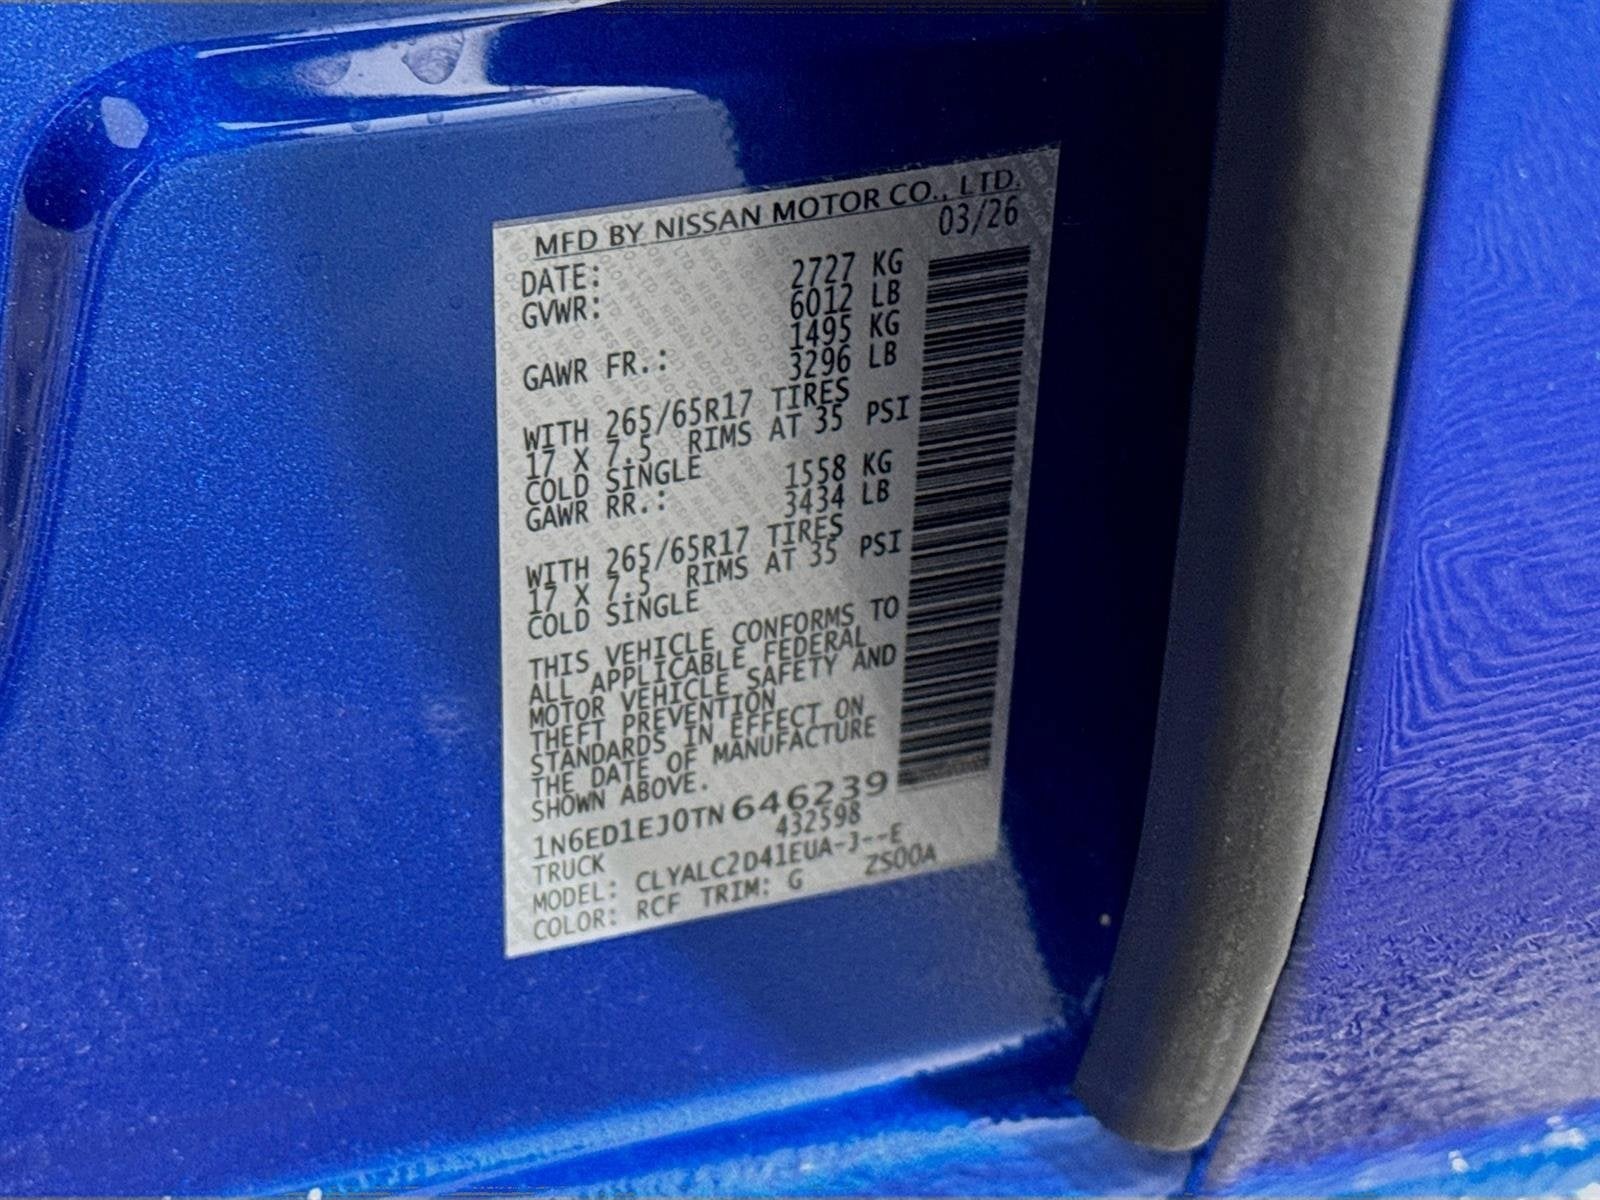 MFD BY NISSAN MOTOR CO., LTD.
DATE: 03/26
GVWR: 2727 KG
6012 LB
GAWR FR.: 1495 KG
3296 LB
WITH 265/65R17 TIRES
17 X 7.5 RIMS AT 35 PSI
COLD SINGLE
GAWR RR.: 1558 KG
3434 LB
WITH 265/65R17 TIRES
17 X 7.5 RIMS AT 35 PSI
COLD SINGLE
THIS VEHICLE CONFORMS TO
ALL APPLICABLE FEDERAL
MOTOR VEHICLE SAFETY AND
THEFT PREVENTION
STANDARDS IN EFFECT ON
THE DATE OF MANUFACTURE
SHOWN ABOVE.
1N6ED1EJ0TN646239
TRUCK 432598
MODEL: CLYALC2D41EUA-J--E
COLOR: RCF TRIM: G ZS00A